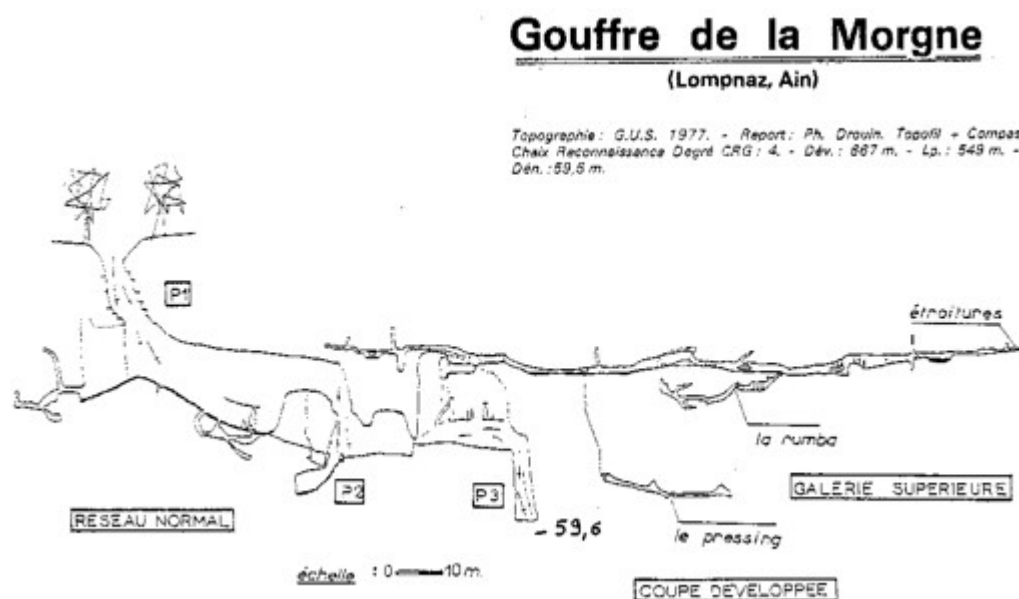 Gouffre de la Morgne
(Lompnaz, Ain)
Topographie: G.U.S. 1977. - Report: Ph. Drouin. Topofil + Compas
Chaix Reconnaissance Degré CRG: 4. - Dév.: 667 m. - Lp.: 549 m. -
Dén.: 59,6 m.
P1
étroitures
la rumba
P2
P3
GALERIE SUPERIEURE
RESEAU NORMAL
- 59,6
le pressing
échelle : 0 10 m.
COUPE DEVELOPPEE